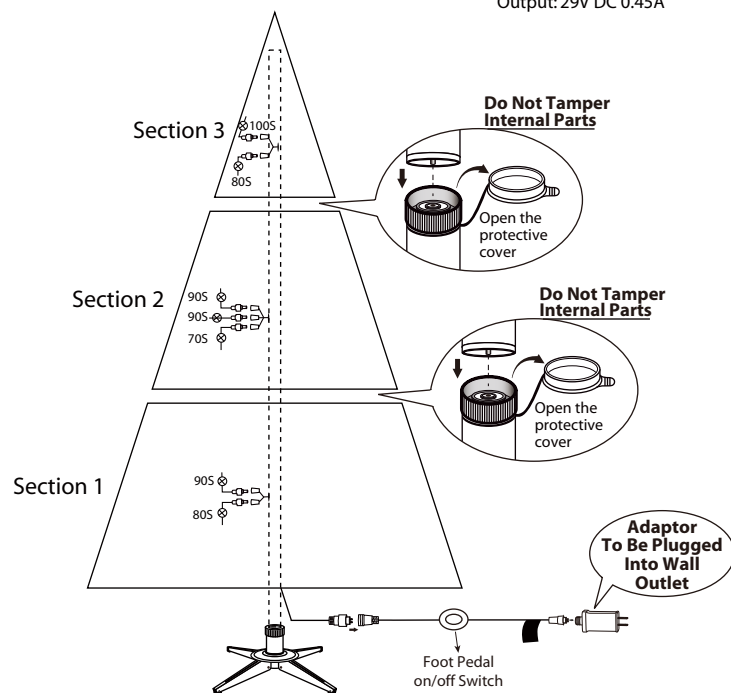 Output: 29V DC 0.45A
Do Not Tamper
Internal Parts
Section 3
100S
80S
Open the
protective
cover
Section 2
90S
90S
70S
Do Not Tamper
Internal Parts
Open the
protective
cover
Section 1
90S
80S
Adaptor
To Be Plugged
Into Wall
Outlet
Foot Pedal
on/off Switch